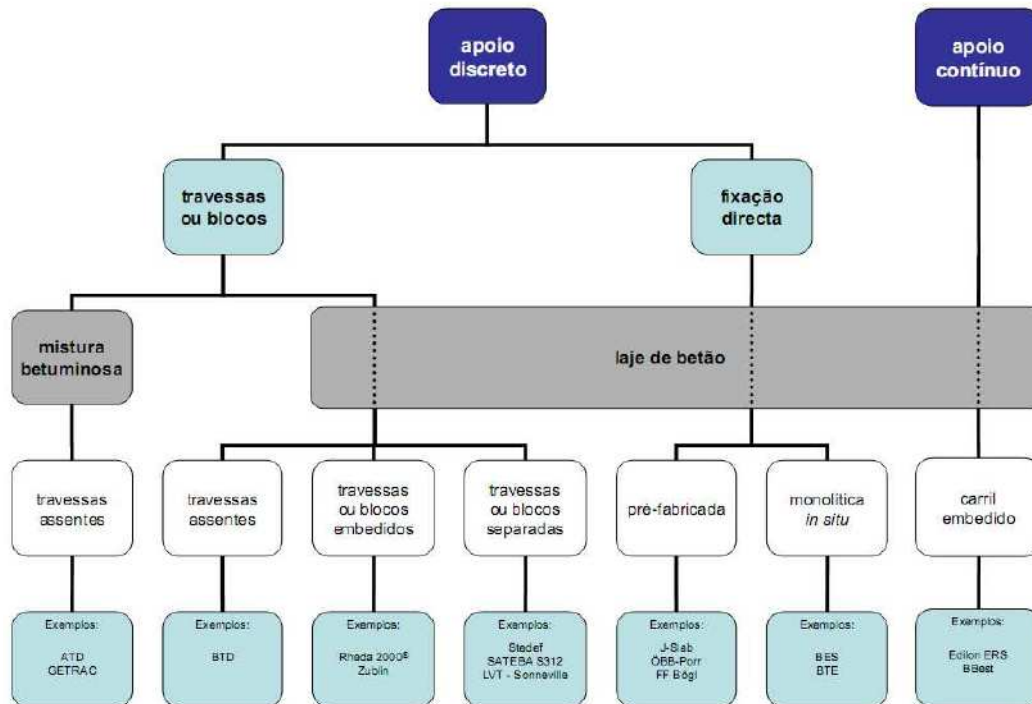 apoio
discreto
apoio
contínuo
travessas
ou blocos
fixação
directa
mistura
betuminosa
laje de betão
travessas
assentes
travessas
assentes
travessas
ou blocos
embedidos
travessas
ou blocos
separadas
pré-fabricada
monolítica
in situ
carril
embedido
Exemplos:
ATD
GETRAC
Exemplos:
BTD
Exemplos:
Rheda 2000®
Zublin
Exemplos:
Stedef
SATEBA S312
LVT - Sonneville
Exemplos:
J-Slab
ÖBB-Porr
FF Bögl
Exemplos:
BES
BTE
Exemplos:
Edilon ERS
BBest